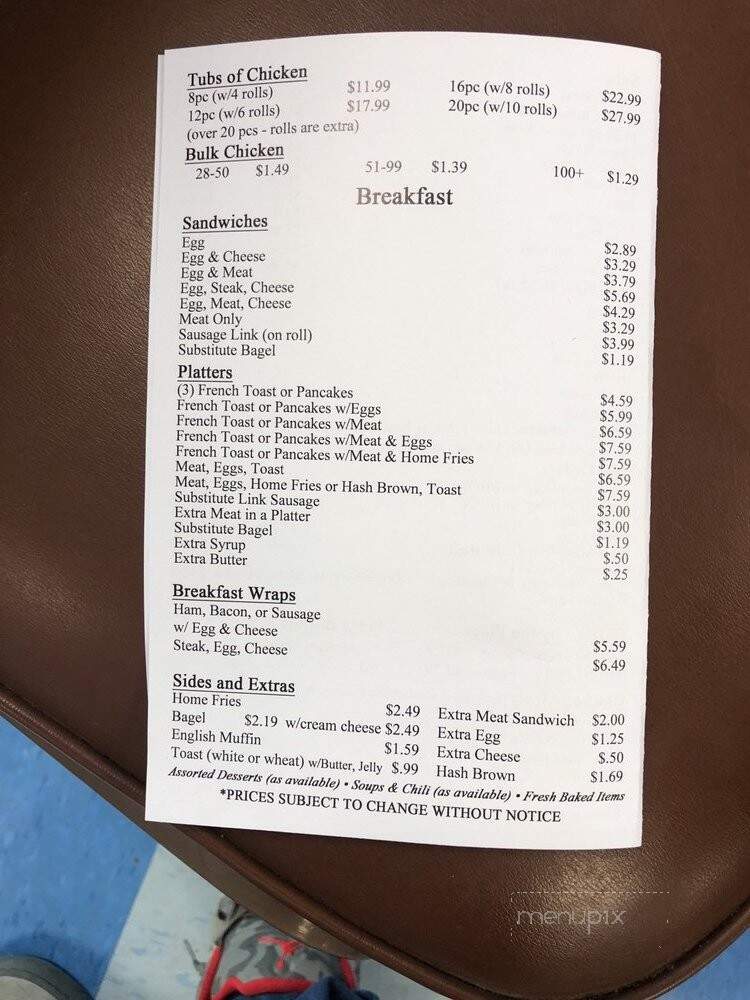 Tubs of Chicken
8pc (w/4 rolls) $11.99 16pc (w/8 rolls) $22.99
12pc (w/6 rolls) $17.99 20pc (w/10 rolls) $27.99
(over 20 pcs - rolls are extra)
Bulk Chicken
28-50 $1.49 51-99 $1.39 100+ $1.29
Breakfast
Sandwiches
Egg $2.89
Egg & Cheese $3.29
Egg & Meat $3.79
Egg, Steak, Cheese $5.69
Egg, Meat, Cheese $4.29
Meat Only $3.29
Sausage Link (on roll) $3.99
Substitute Bagel $1.19
Platters
(3) French Toast or Pancakes $4.59
French Toast or Pancakes w/Eggs $5.99
French Toast or Pancakes w/Meat $6.59
French Toast or Pancakes w/Meat & Eggs $7.59
French Toast or Pancakes w/Meat & Home Fries $7.59
Meat, Eggs, Toast $6.59
Meat, Eggs, Home Fries or Hash Brown, Toast $7.59
Substitute Link Sausage $3.00
Extra Meat in a Platter $3.00
Substitute Bagel $1.19
Extra Syrup $.50
Extra Butter $.25
Breakfast Wraps
Ham, Bacon, or Sausage
w/ Egg & Cheese $5.59
Steak, Egg, Cheese $6.49
Sides and Extras
Home Fries $2.49 Extra Meat Sandwich $2.00
Bagel $2.19 w/cream cheese $2.49 Extra Egg $1.25
English Muffin $1.59 Extra Cheese $.50
Toast (white or wheat) w/Butter, Jelly $.99 Hash Brown $1.69
Assorted Desserts (as available) • Soups & Chili (as available) • Fresh Baked Items
*PRICES SUBJECT TO CHANGE WITHOUT NOTICE
menupix